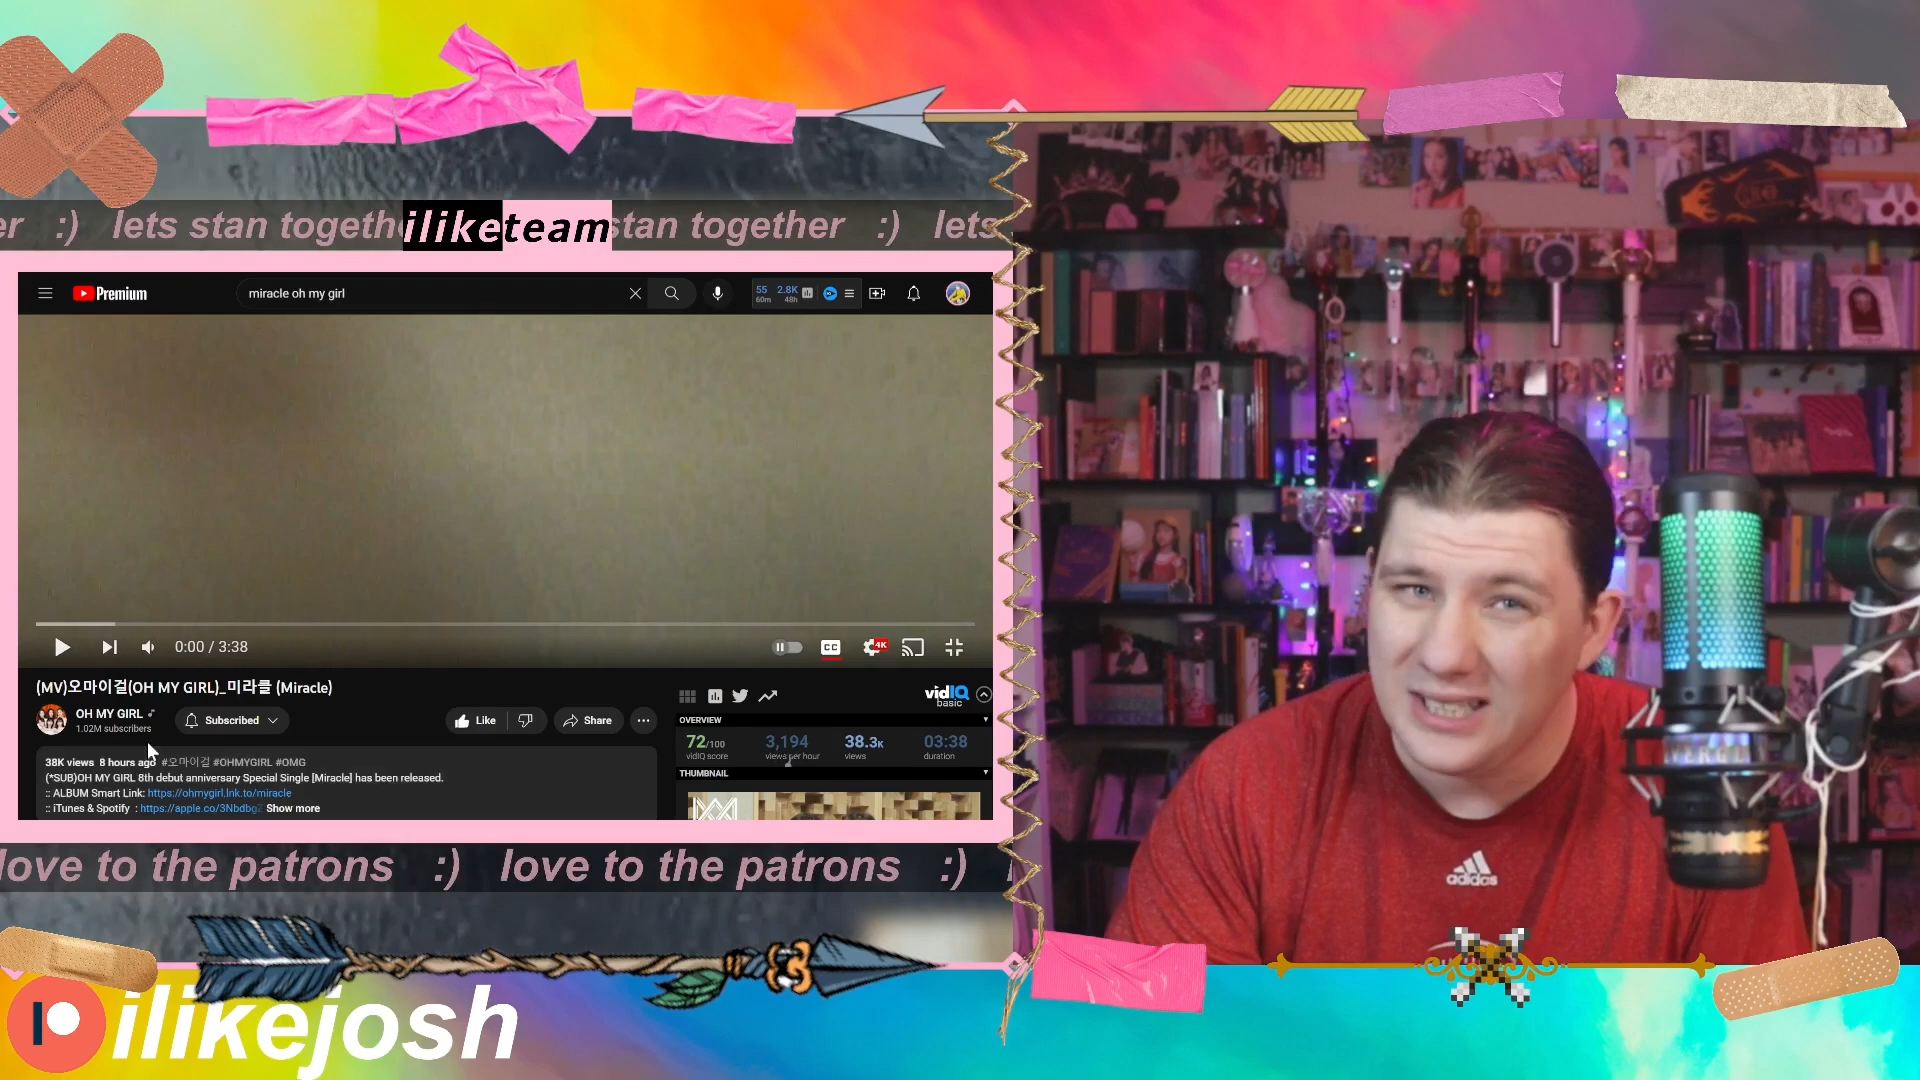 er :) lets stan togeth
iliketeam
stan together :) lets
Premium
miracle oh my girl
55 60m 2.8K 48h
0:00 / 3:38
CC
4K
(MV)오마이걸(OH MY GIRL)_미라클 (Miracle)
OH MY GIRL
1.02M subscribers
Subscribed
Like
Share
38K views 8 hours ago #오마이걸 #OHMYGIRL #OMG
(*SUB)OH MY GIRL 8th debut anniversary Special Single [Miracle] has been released.
:: ALBUM Smart Link: https://ohmygirl.lnk.to/miracle
:: iTunes & Spotify : Show more
vidIQ
basic
OVERVIEW
72/100 3,194 38.3K 03:38
vidIQ score views per hour views duration
THUMBNAIL
love to the patrons :) love to the patrons :)
adidas
ilikejosh